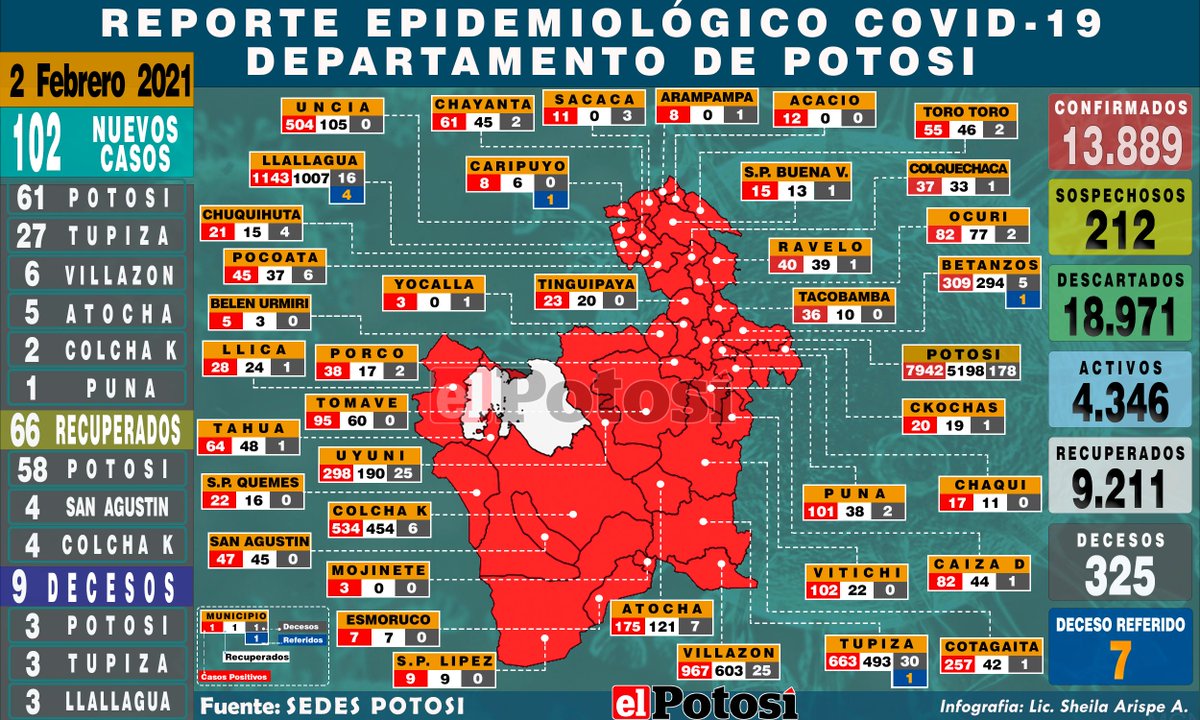 REPORTE EPIDEMIOLÓGICO COVID-19
DEPARTAMENTO DE POTOSI
2 Febrero 2021
102 NUEVOS CASOS
61 POTOSI
27 TUPIZA
6 VILLAZON
5 ATOCHA
2 COLCHA K
1 PUNA
66 RECUPERADOS
58 POTOSI
4 SAN AGUSTIN
4 COLCHA K
9 DECESOS
3 POTOSI
3 TUPIZA
3 LLALLAGUA
UNCIA
504 105 0
CHAYANTA
61 45 2
SACACA
11 0 3
ARAMPAMPA
8 0 1
ACACIO
12 0 0
TORO TORO
55 46 2
LLALLAGUA
1143 1007 16
4
CARIPUYO
8 6 0
1
S.P. BUENA V.
15 13 1
COLQUECHACA
37 33 1
CHUQUIHUTA
21 15 4
OCURI
82 77 2
POCOATA
45 37 6
RAVELO
40 39 1
YOCALLA
3 0 1
TINGUIPAYA
23 20 0
BETANZOS
309 294 5
1
BELEN URMIRI
5 3 0
TACOBAMBA
36 10 0
LLICA
28 24 1
PORCO
38 17 2
POTOSI
7942 5198 178
el Potosí
TOMAVE
95 60 0
CKOCHAS
20 19 1
TAHUA
64 48 1
UYUNI
298 190 25
S.P. QUEMES
22 16 0
PUNA
101 38 2
CHAQUI
17 11 0
COLCHA K
534 454 6
SAN AGUSTIN
47 45 0
MOJINETE
3 0 0
VITICHI
102 22 0
CAIZA D
82 44 1
ESMORUCO
7 7 0
ATOCHA
175 121 7
S.P. LIPEZ
9 9 0
VILLAZON
967 603 25
TUPIZA
663 493 30
1
COTAGAITA
257 42 1
MUNICIPIO
1 1 1
1
Decesos
Referidos
Recuperados
Casos Positivos
CONFIRMADOS
13.889
SOSPECHOSOS
212
DESCARTADOS
18.971
ACTIVOS
4.346
RECUPERADOS
9.211
DECESOS
325
DECESO REFERIDO
7
Fuente: SEDES POTOSI
el Potosí
Infografia: Lic. Sheila Arispe A.